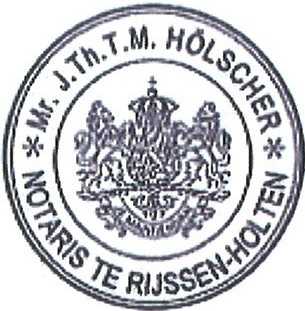 * Mr. J.Th.T.M. HÖLSCHER *
NOTARIS TE RIJSSEN-HOLTEN